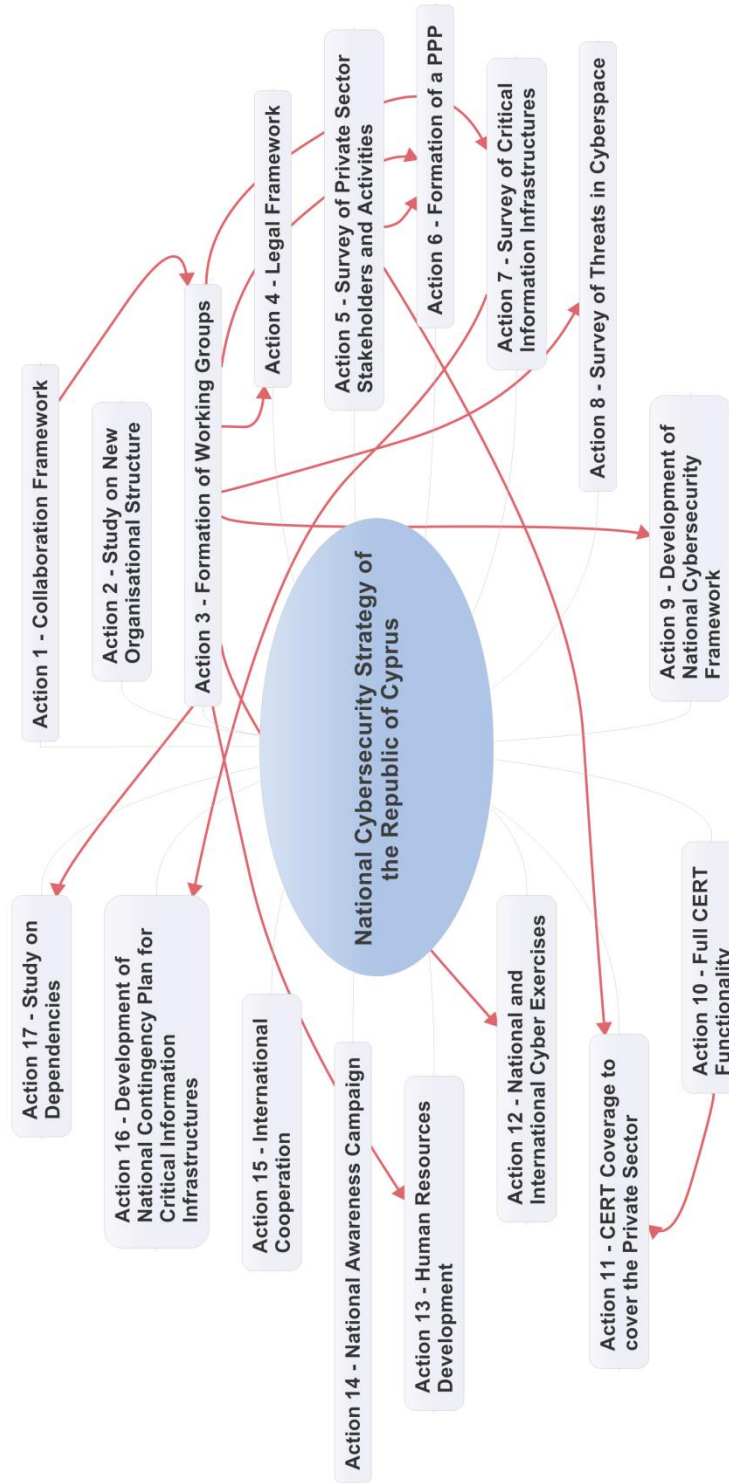 National Cybersecurity Strategy of
the Republic of Cyprus
Action 1 - Collaboration Framework
Action 2 - Study on New
Organisational Structure
Action 3 - Formation of Working Groups
Action 4 - Legal Framework
Action 5 - Survey of Private Sector
Stakeholders and Activities
Action 6 - Formation of a PPP
Action 7 - Survey of Critical
Information Infrastructures
Action 8 - Survey of Threats in Cyberspace
Action 9 - Development of
National Cybersecurity
Framework
Action 10 - Full CERT
Functionality
Action 11 - CERT Coverage to
cover the Private Sector
Action 12 - National and
International Cyber Exercises
Action 13 - Human Resources
Development
Action 14 - National Awareness Campaign
Action 15 - International
Cooperation
Action 16 - Development of
National Contingency Plan for
Critical Information
Infrastructures
Action 17 - Study on
Dependencies